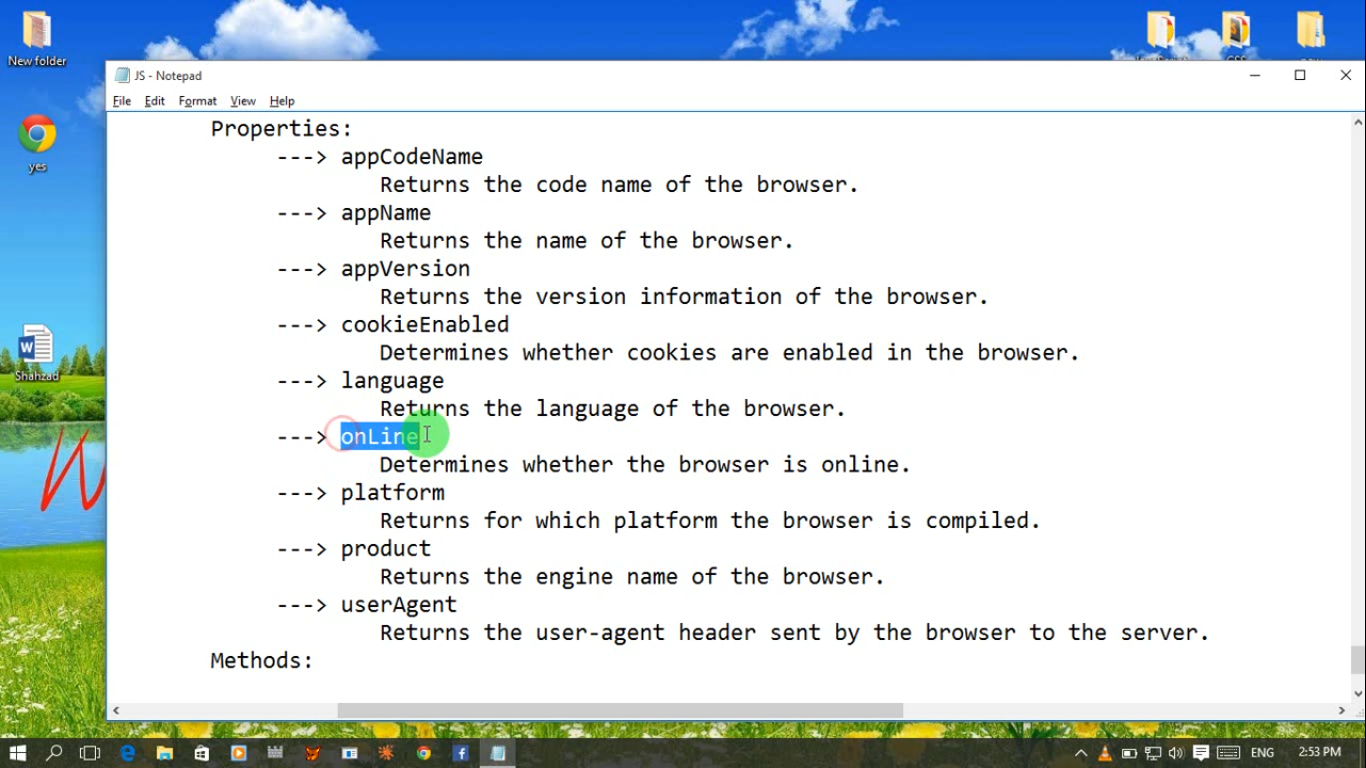 New folder
JS - Notepad
File Edit Format View Help
yes
Shahzad
Properties:
---> appCodeName
Returns the code name of the browser.
---> appName
Returns the name of the browser.
---> appVersion
Returns the version information of the browser.
---> cookieEnabled
Determines whether cookies are enabled in the browser.
---> language
Returns the language of the browser.
---> onLine
Determines whether the browser is online.
---> platform
Returns for which platform the browser is compiled.
---> product
Returns the engine name of the browser.
---> userAgent
Returns the user-agent header sent by the browser to the server.
Methods:
ENG 2:53 PM